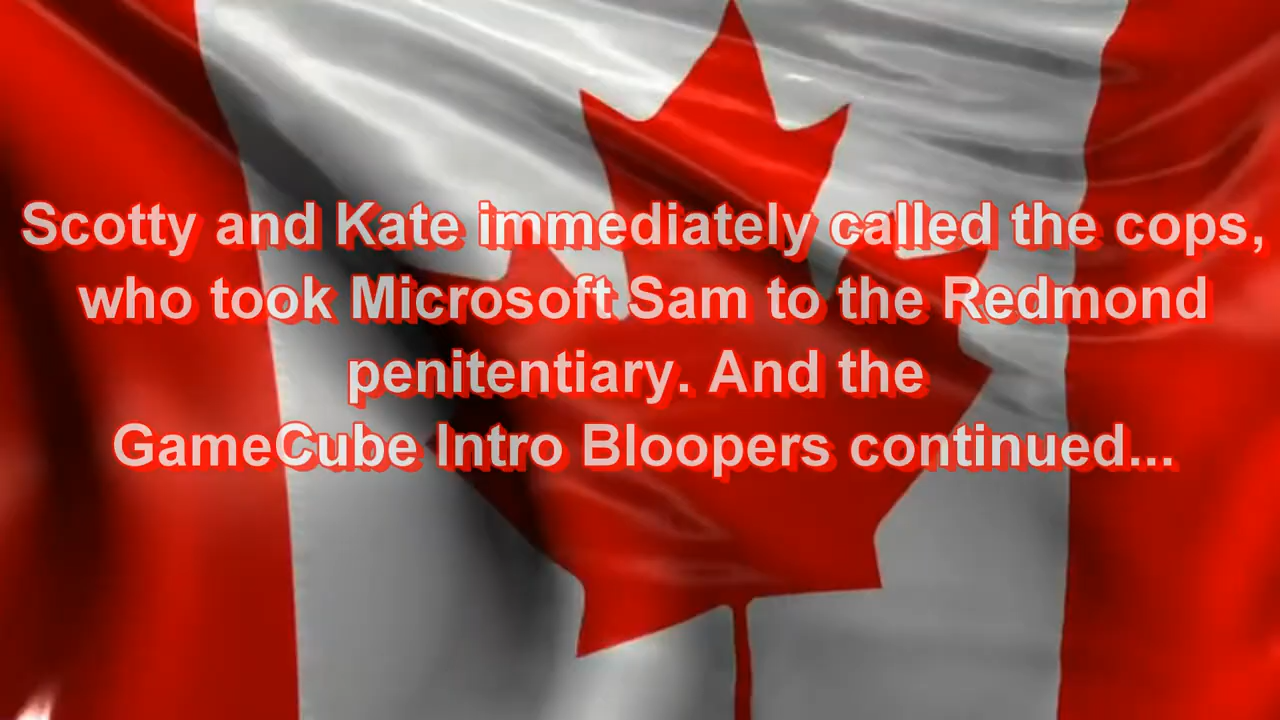 Scotty and Kate immediately called the cops,
who took Microsoft Sam to the Redmond
penitentiary. And the
GameCube Intro Bloopers continued...